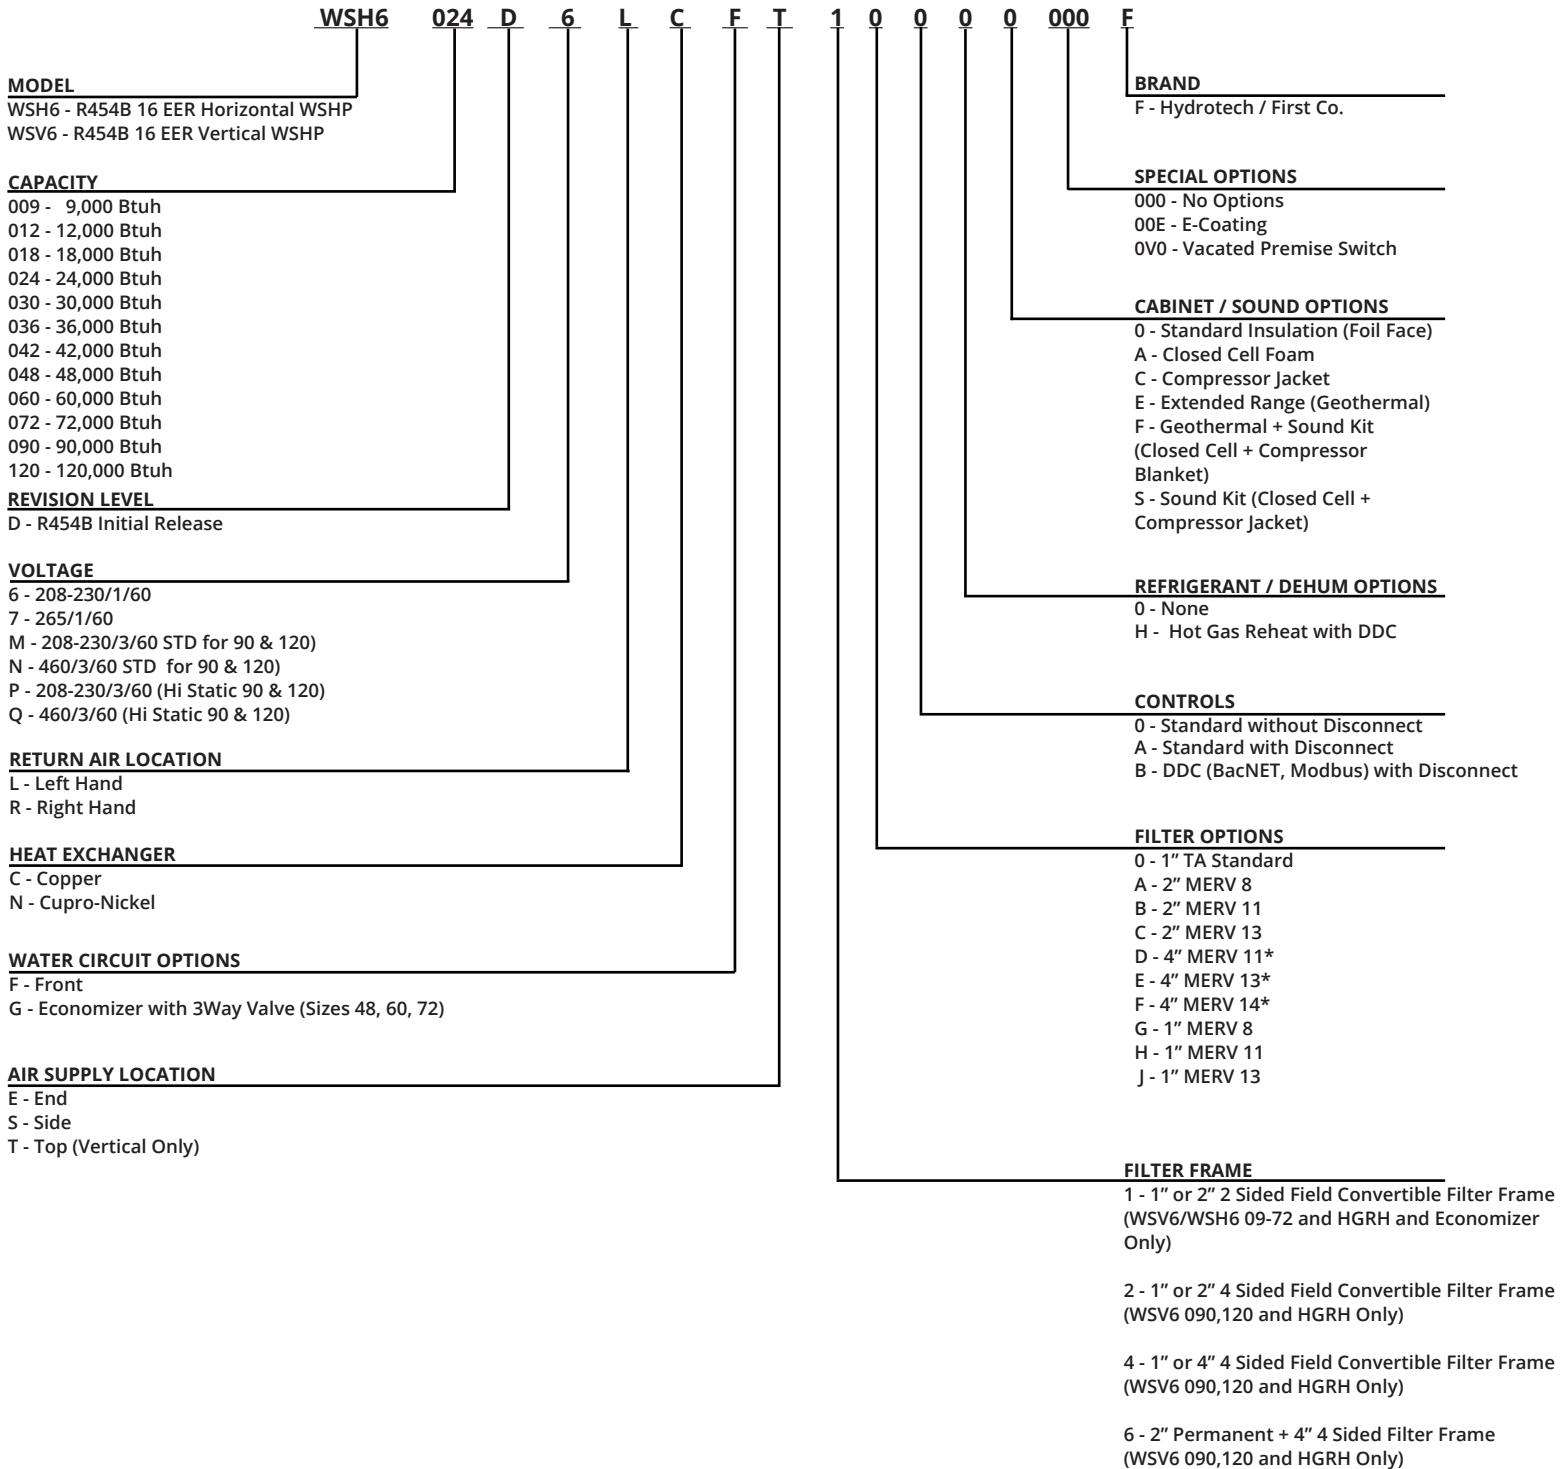 WSH6 024 D 6 L C F T 1 0 0 0 0 000 F
MODEL
WSH6 - R454B 16 EER Horizontal WSHP
WSV6 - R454B 16 EER Vertical WSHP
CAPACITY
009 - 9,000 Btuh
012 - 12,000 Btuh
018 - 18,000 Btuh
024 - 24,000 Btuh
030 - 30,000 Btuh
036 - 36,000 Btuh
042 - 42,000 Btuh
048 - 48,000 Btuh
060 - 60,000 Btuh
072 - 72,000 Btuh
090 - 90,000 Btuh
120 - 120,000 Btuh
REVISION LEVEL
D - R454B Initial Release
VOLTAGE
6 - 208-230/1/60
7 - 265/1/60
M - 208-230/3/60 STD for 90 & 120)
N - 460/3/60 STD for 90 & 120)
P - 208-230/3/60 (Hi Static 90 & 120)
Q - 460/3/60 (Hi Static 90 & 120)
RETURN AIR LOCATION
L - Left Hand
R - Right Hand
HEAT EXCHANGER
C - Copper
N - Cupro-Nickel
WATER CIRCUIT OPTIONS
F - Front
G - Economizer with 3Way Valve (Sizes 48, 60, 72)
AIR SUPPLY LOCATION
E - End
S - Side
T - Top (Vertical Only)
BRAND
F - Hydrotech / First Co.
SPECIAL OPTIONS
000 - No Options
00E - E-Coating
0V0 - Vacated Premise Switch
CABINET / SOUND OPTIONS
0 - Standard Insulation (Foil Face)
A - Closed Cell Foam
C - Compressor Jacket
E - Extended Range (Geothermal)
F - Geothermal + Sound Kit
(Closed Cell + Compressor
Blanket)
S - Sound Kit (Closed Cell +
Compressor Jacket)
REFRIGERANT / DEHUM OPTIONS
0 - None
H - Hot Gas Reheat with DDC
CONTROLS
0 - Standard without Disconnect
A - Standard with Disconnect
B - DDC (BacNET, Modbus) with Disconnect
FILTER OPTIONS
0 - 1” TA Standard
A - 2” MERV 8
B - 2” MERV 11
C - 2” MERV 13
D - 4” MERV 11*
E - 4” MERV 13*
F - 4” MERV 14*
G - 1” MERV 8
H - 1” MERV 11
J - 1” MERV 13
FILTER FRAME
1 - 1” or 2” 2 Sided Field Convertible Filter Frame
(WSV6/WSH6 09-72 and HGRH and Economizer
Only)
2 - 1” or 2” 4 Sided Field Convertible Filter Frame
(WSV6 090,120 and HGRH Only)
4 - 1” or 4” 4 Sided Field Convertible Filter Frame
(WSV6 090,120 and HGRH Only)
6 - 2” Permanent + 4” 4 Sided Filter Frame
(WSV6 090,120 and HGRH Only)